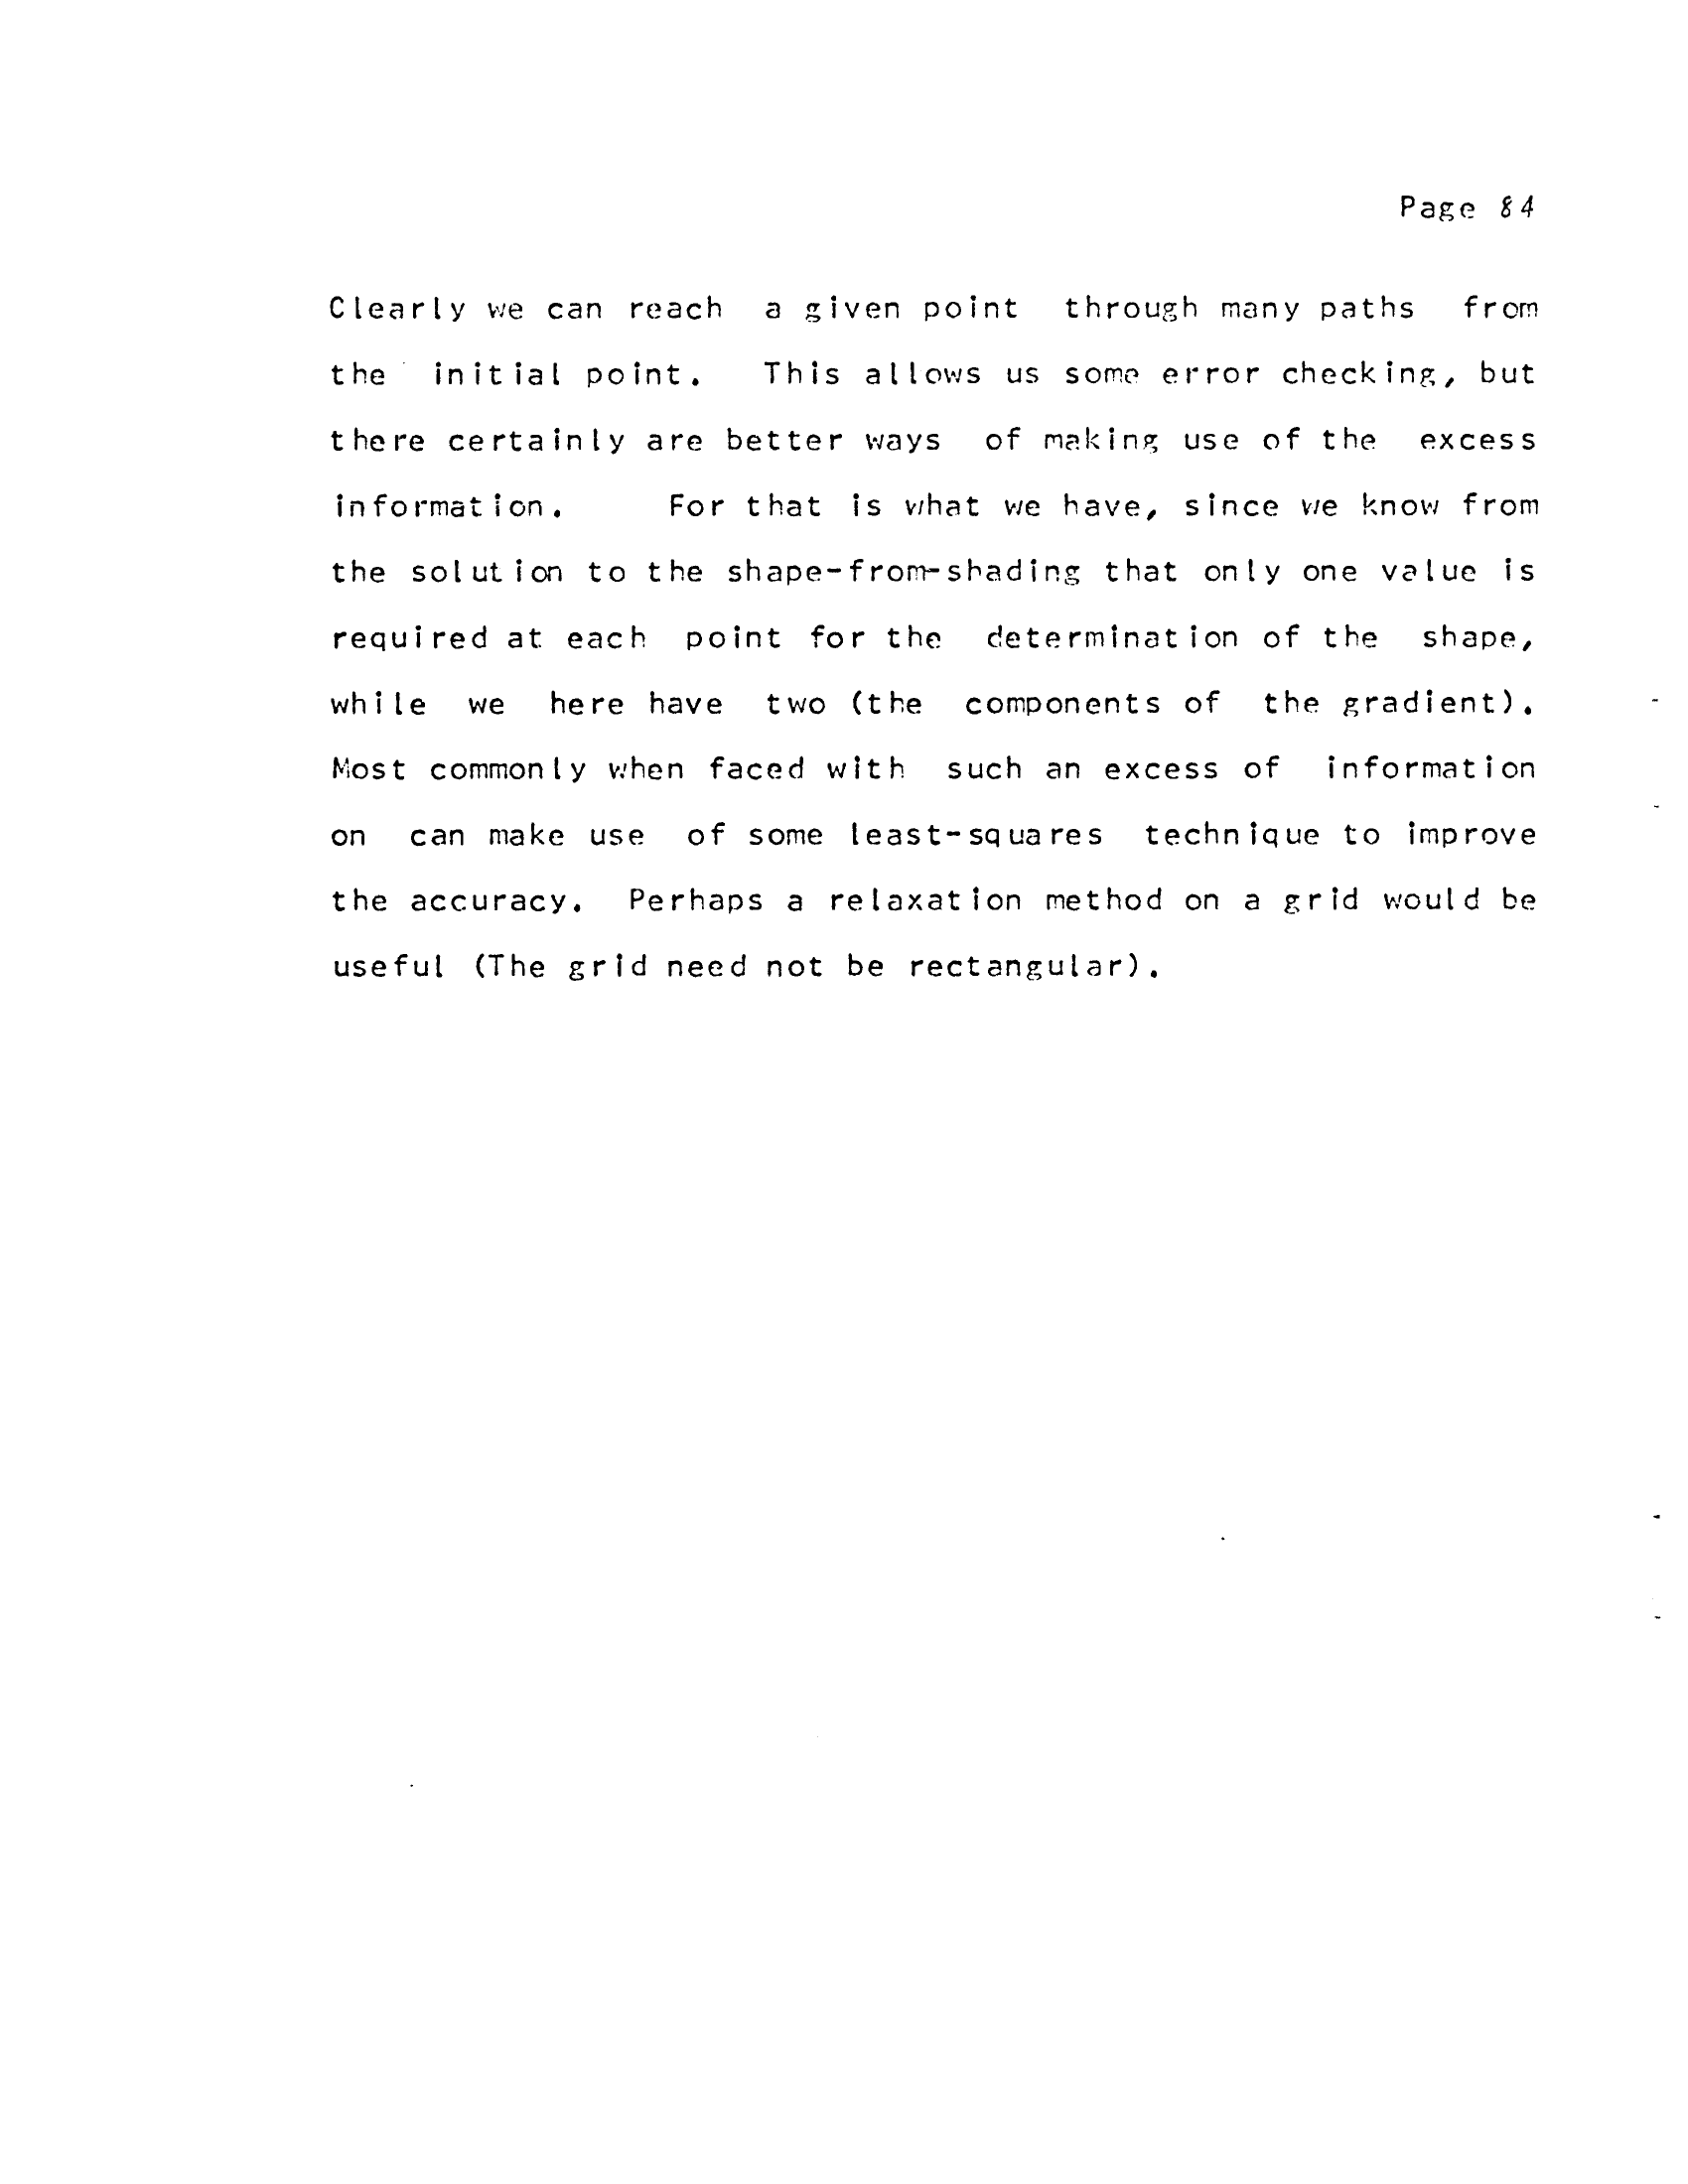 Page 84
Clearly we can reach a given point through many paths from
the initial point. This allows us some error checking, but
there certainly are better ways of making use of the excess
information. For that is what we have, since we know from
the solution to the shape-from-shading that only one value is
required at each point for the determination of the shape,
while we here have two (the components of the gradient).
Most commonly when faced with such an excess of information
on can make use of some least-squares technique to improve
the accuracy. Perhaps a relaxation method on a grid would be
useful (The grid need not be rectangular).